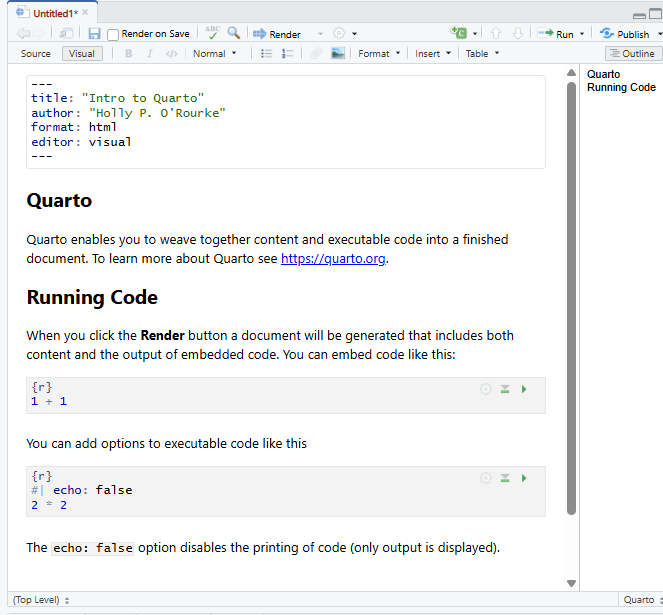 Untitled1*
Render on Save
ABC
Render
Run
Publish
Source
Visual
B
I
</>
Normal
Format
Insert
Table
Outline
---
title: "Intro to Quarto"
author: "Holly P. O'Rourke"
format: html
editor: visual
---
Quarto
Quarto enables you to weave together content and executable code into a finished
document. To learn more about Quarto see https://quarto.org.
Running Code
When you click the Render button a document will be generated that includes both
content and the output of embedded code. You can embed code like this:
{r}
1 + 1
You can add options to executable code like this
{r}
#| echo: false
2 * 2
The echo: false option disables the printing of code (only output is displayed).
Quarto
Running Code
(Top Level)
Quarto